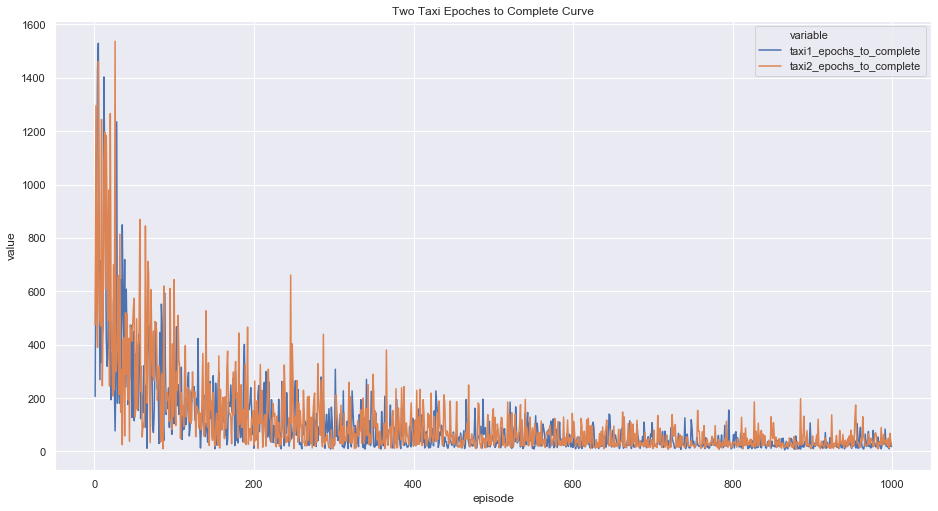 Two Taxi Epoches to Complete Curve
variable
taxi1_epochs_to_complete
taxi2_epochs_to_complete
value
1600
1400
1200
1000
800
600
400
200
0
0 200 400 600 800 1000
episode